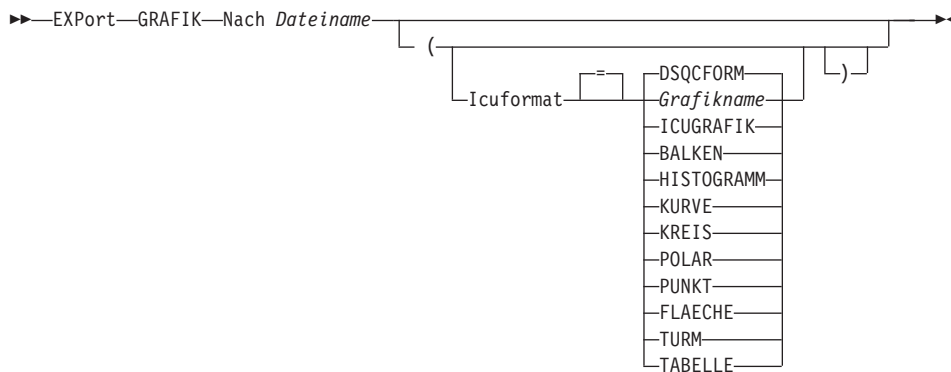 EXPort GRAFIK Nach Dateiname
(
Icuformat = DSQCFORM )
Grafikname
ICUGRAFIK
BALKEN
HISTOGRAMM
KURVE
KREIS
POLAR
PUNKT
FLAECHE
TURM
TABELLE